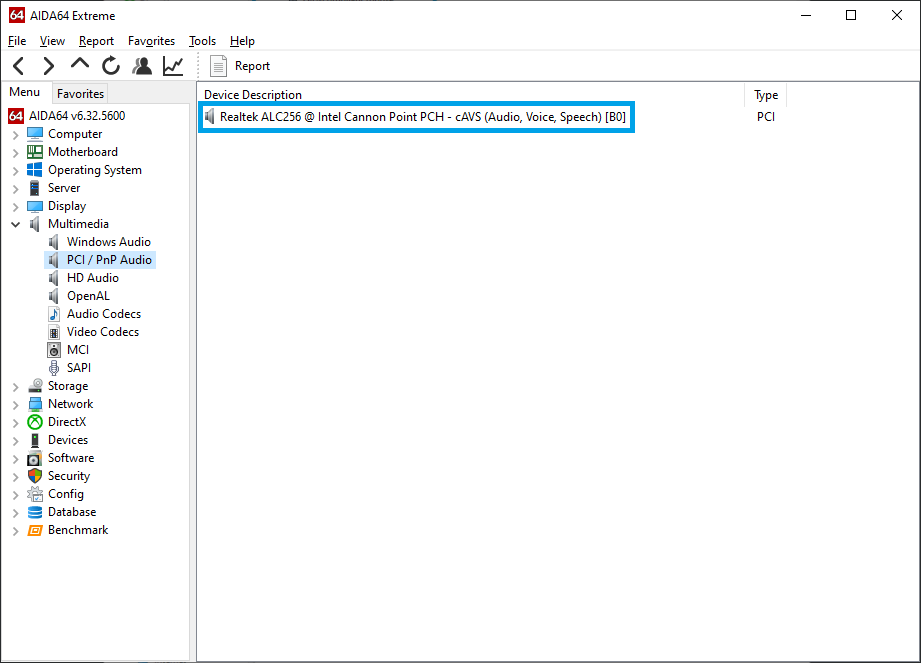 64 AIDA64 Extreme
File View Report Favorites Tools Help
Report
Menu Favorites
Device Description Type
Realtek ALC256 @ Intel Cannon Point PCH - cAVS (Audio, Voice, Speech) [B0] PCI
64 AIDA64 v6.32.5600
Computer
Motherboard
Operating System
Server
Display
Multimedia
Windows Audio
PCI / PnP Audio
HD Audio
OpenAL
Audio Codecs
Video Codecs
MCI
SAPI
Storage
Network
DirectX
Devices
Software
Security
Config
Database
Benchmark